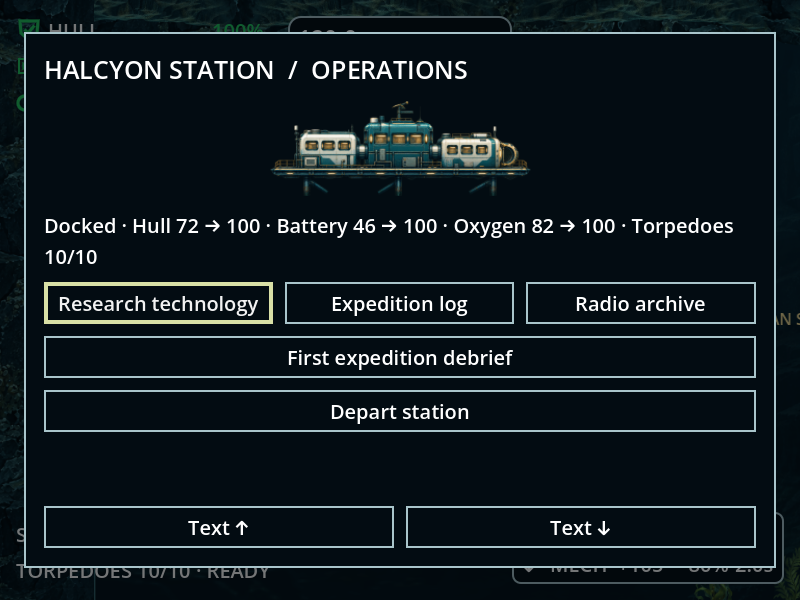 HULL 100%
HALCYON STATION / OPERATIONS
Docked · Hull 72 → 100 · Battery 46 → 100 · Oxygen 82 → 100 · Torpedoes
10/10
Research technology
Expedition log
Radio archive
First expedition debrief
Depart station
Text ↑
Text ↓
TORPEDOES 10/10 · READY